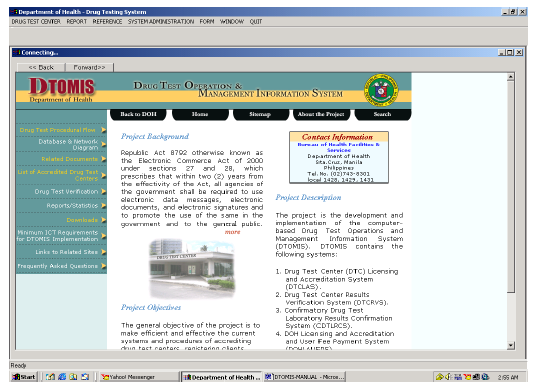 Department of Health - Drug Testing System
DRUG TEST CENTER REPORT REFERENCE SYSTEM ADMINISTRATION FORM WINDOW QUIT
Connecting...
<< Back Forward>>
DTOMIS
Department of Health
DRUG TEST OPERATION &
MANAGEMENT INFORMATION SYSTEM
Back to DOH Home Sitemap About the Project Search
Drug Test Procedural Flow
Database & Network
Diagram
Related Documents
List of Accredited Drug Test
Centers
Drug Test Verification
Reports/Statistics
Downloads
Minimum ICT Requirements
for DTOMIS Implementation
Links to Related Sites
Frequently Asked Questions
Project Background
Republic Act 8792 otherwise known as
the Electronic Commerce Act of 2000
under sections 27 and 28, which
prescribes that within two (2) years from
the effectivity of the Act, all agencies of
the government shall be required to use
electronic data messages, electronic
documents, and electronic signatures and
to promote the use of the same in the
government and to the general public.
more
DRUG TEST CENTER
Project Objectives
The general objective of the project is to
make efficient and effective the current
systems and procedures of accrediting
drug test centers, registering clients
Contact Information
Bureau of Health Facilities &
Services
Department of Health
Sta.Cruz, Manila
Philippines
Tel. No. (02)743-8301
local 1428, 1429, 1431
Project Description
The project is the development and
implementation of the computer-
based Drug Test Operations and
Management Information System
(DTOMIS). DTOMIS contains the
following systems:
1. Drug Test Center (DTC) Licensing
and Accreditation System
(DTCLAS).
2. Drug Test Center Results
Verification System (DTCRVS).
3. Confirmatory Drug Test
Laboratory Results Confirmation
System (CDTLRCS).
4. DOH Licensing and Accreditation
and User Fee Payment System
Ready
Start Yahoo! Messenger Department of Health ... DTOMIS-MANUAL - Micros... 2:55 AM